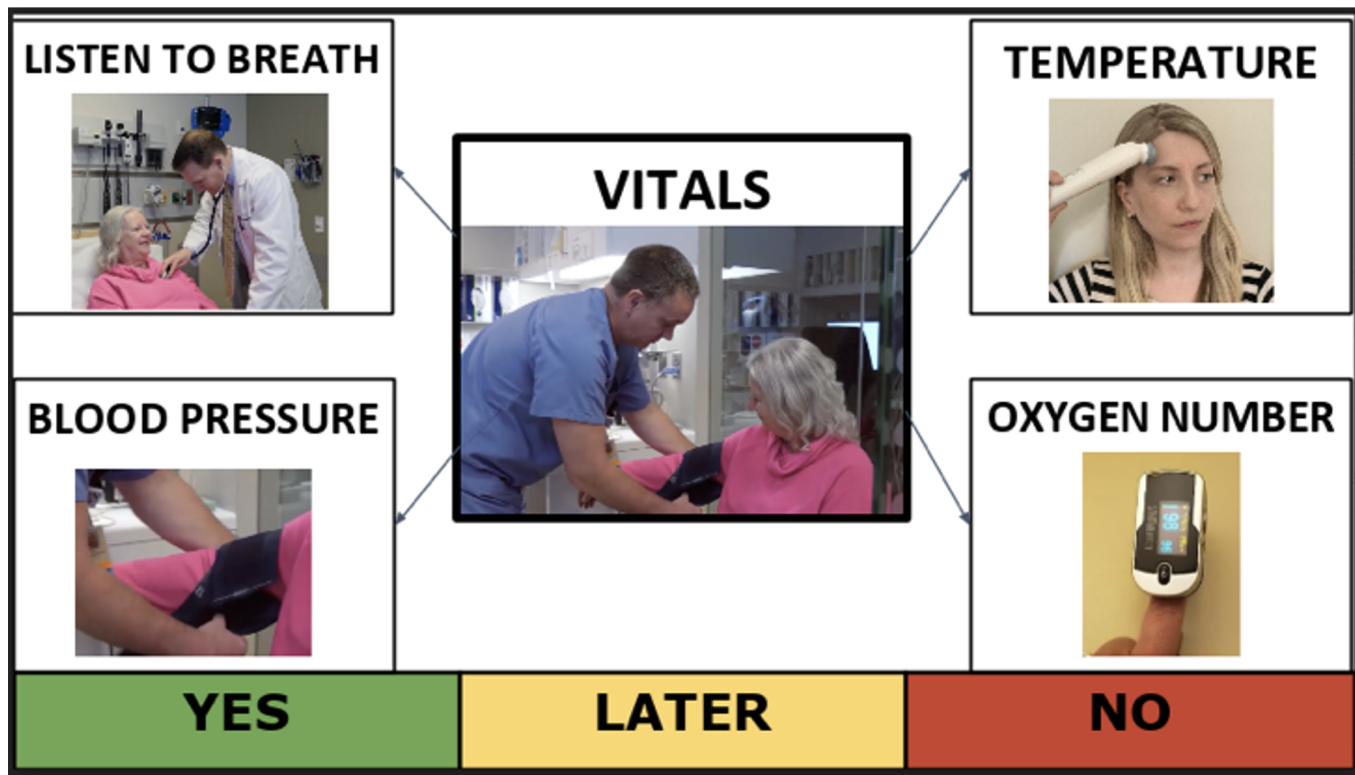 LISTEN TO BREATH
TEMPERATURE
VITALS
BLOOD PRESSURE
OXYGEN NUMBER
YES
LATER
NO